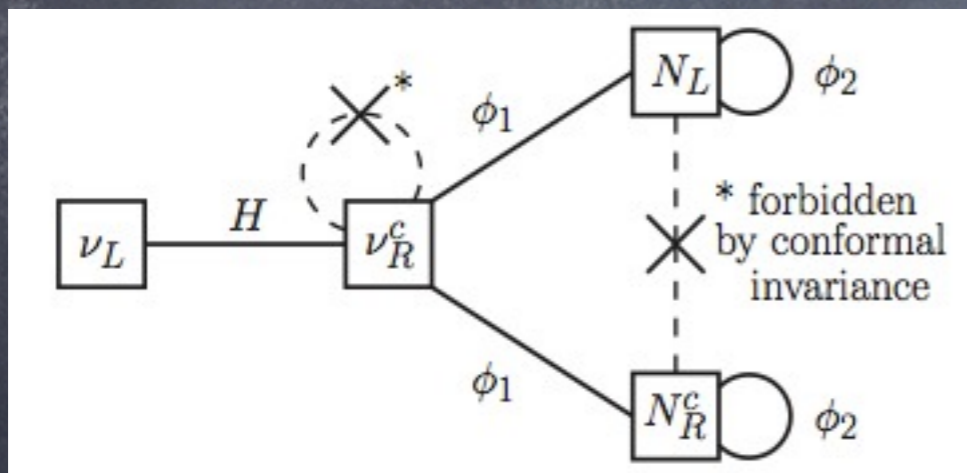 N_L
ϕ_2
*
ϕ_1
* forbidden
by conformal
invariance
H
ν_L
ν_R^c
ϕ_1
N_R^c
ϕ_2